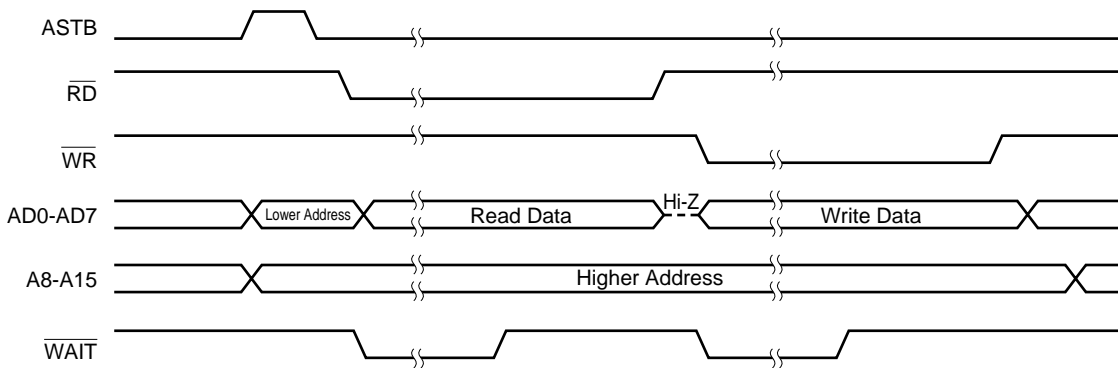 ASTB
RD
WR
AD0-AD7 Lower Address Read Data Hi-Z Write Data
A8-A15 Higher Address
WAIT